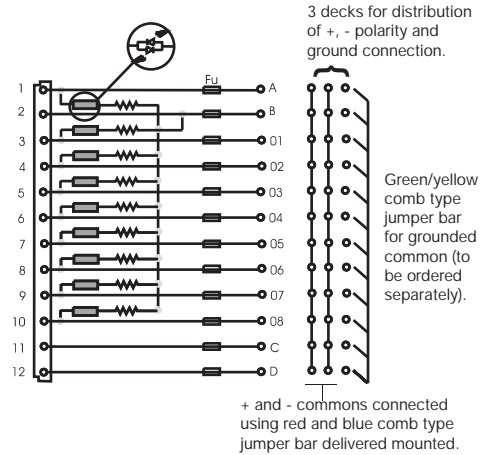 3 decks for distribution
of +, - polarity and
ground connection.
Fu
1
A
2
B
3
01
4
02
5
03
6
04
7
05
8
06
9
07
10
08
11
C
12
D
Green/yellow
comb type
jumper bar
for grounded
common (to
be ordered
separately).
+ and - commons connected
using red and blue comb type
jumper bar delivered mounted.